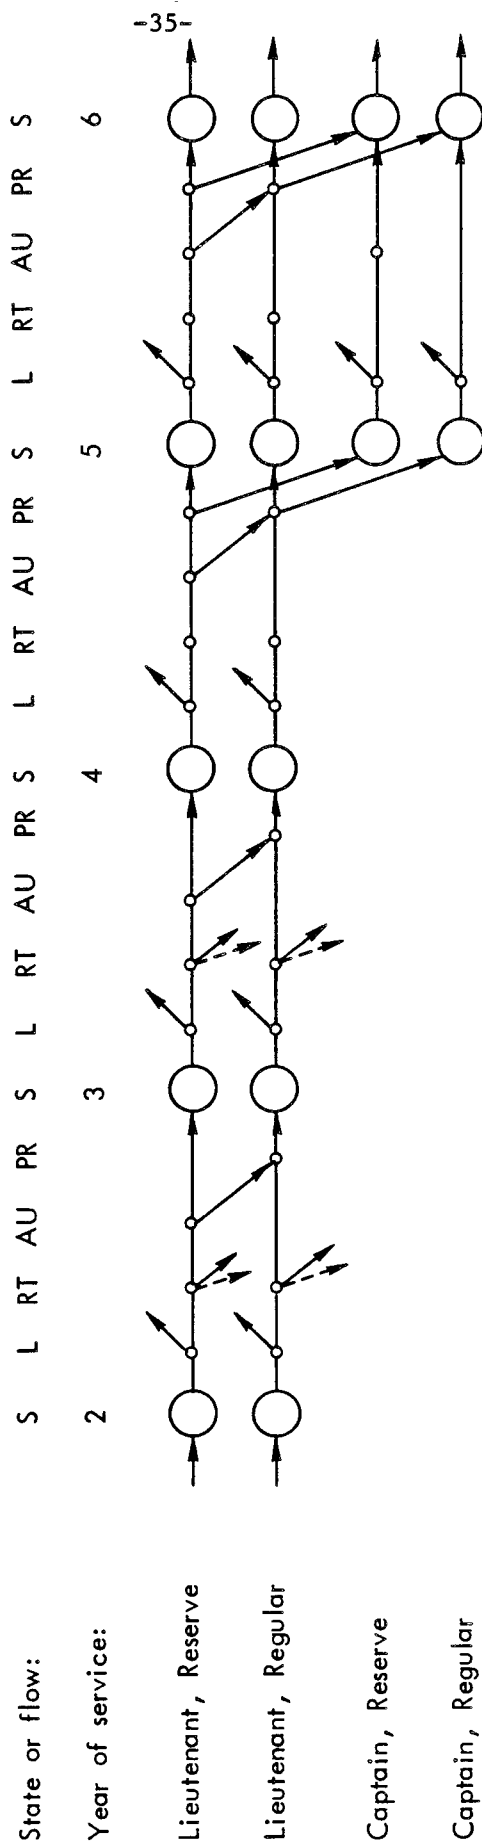 -35-
State or flow: S L RT AU PR S L RT AU PR S L RT AU PR S L RT AU PR S
Year of service: 2 3 4 5 6
Lieutenant, Reserve
Lieutenant, Regular
Captain, Reserve
Captain, Regular